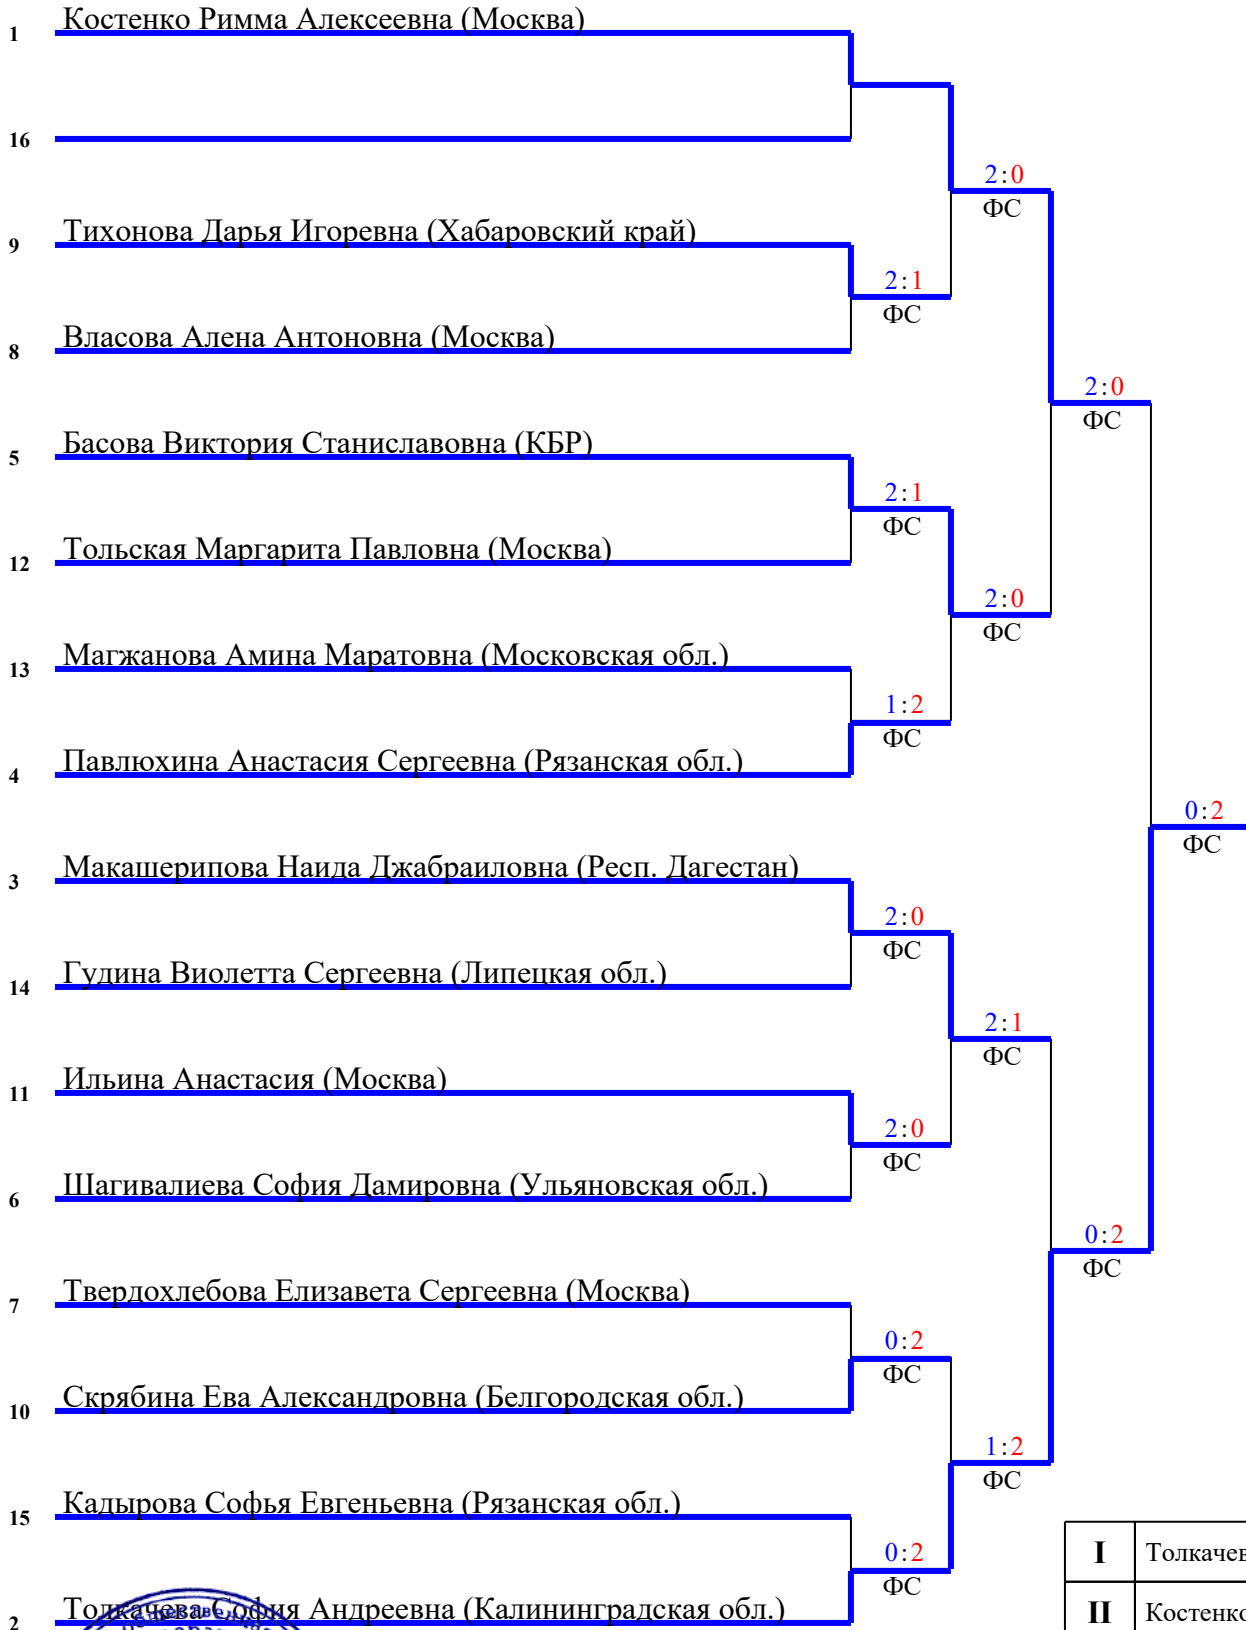 1 Костенко Римма Алексеевна (Москва)
16
2:0
ФС
9 Тихонова Дарья Игоревна (Хабаровский край)
2:1
ФС
8 Власова Алена Антоновна (Москва)
2:0
ФС
5 Басова Виктория Станиславовна (КБР)
2:1
ФС
12 Тольская Маргарита Павловна (Москва)
2:0
ФС
13 Магжанова Амина Маратовна (Московская обл.)
1:2
ФС
4 Павлюхина Анастасия Сергеевна (Рязанская обл.)
0:2
ФС
3 Макашерипова Наида Джабраиловна (Респ. Дагестан)
2:0
ФС
14 Гудина Виолетта Сергеевна (Липецкая обл.)
2:1
ФС
11 Ильина Анастасия (Москва)
2:0
ФС
6 Шагивалиева София Дамировна (Ульяновская обл.)
0:2
ФС
7 Твердохлебова Елизавета Сергеевна (Москва)
0:2
ФС
10 Скрябина Ева Александровна (Белгородская обл.)
1:2
ФС
15 Кадырова Софья Евгеньевна (Рязанская обл.)
0:2
ФС
I Толкачев
2 Толкачева София Андреевна (Калининградская обл.)
II Костенко